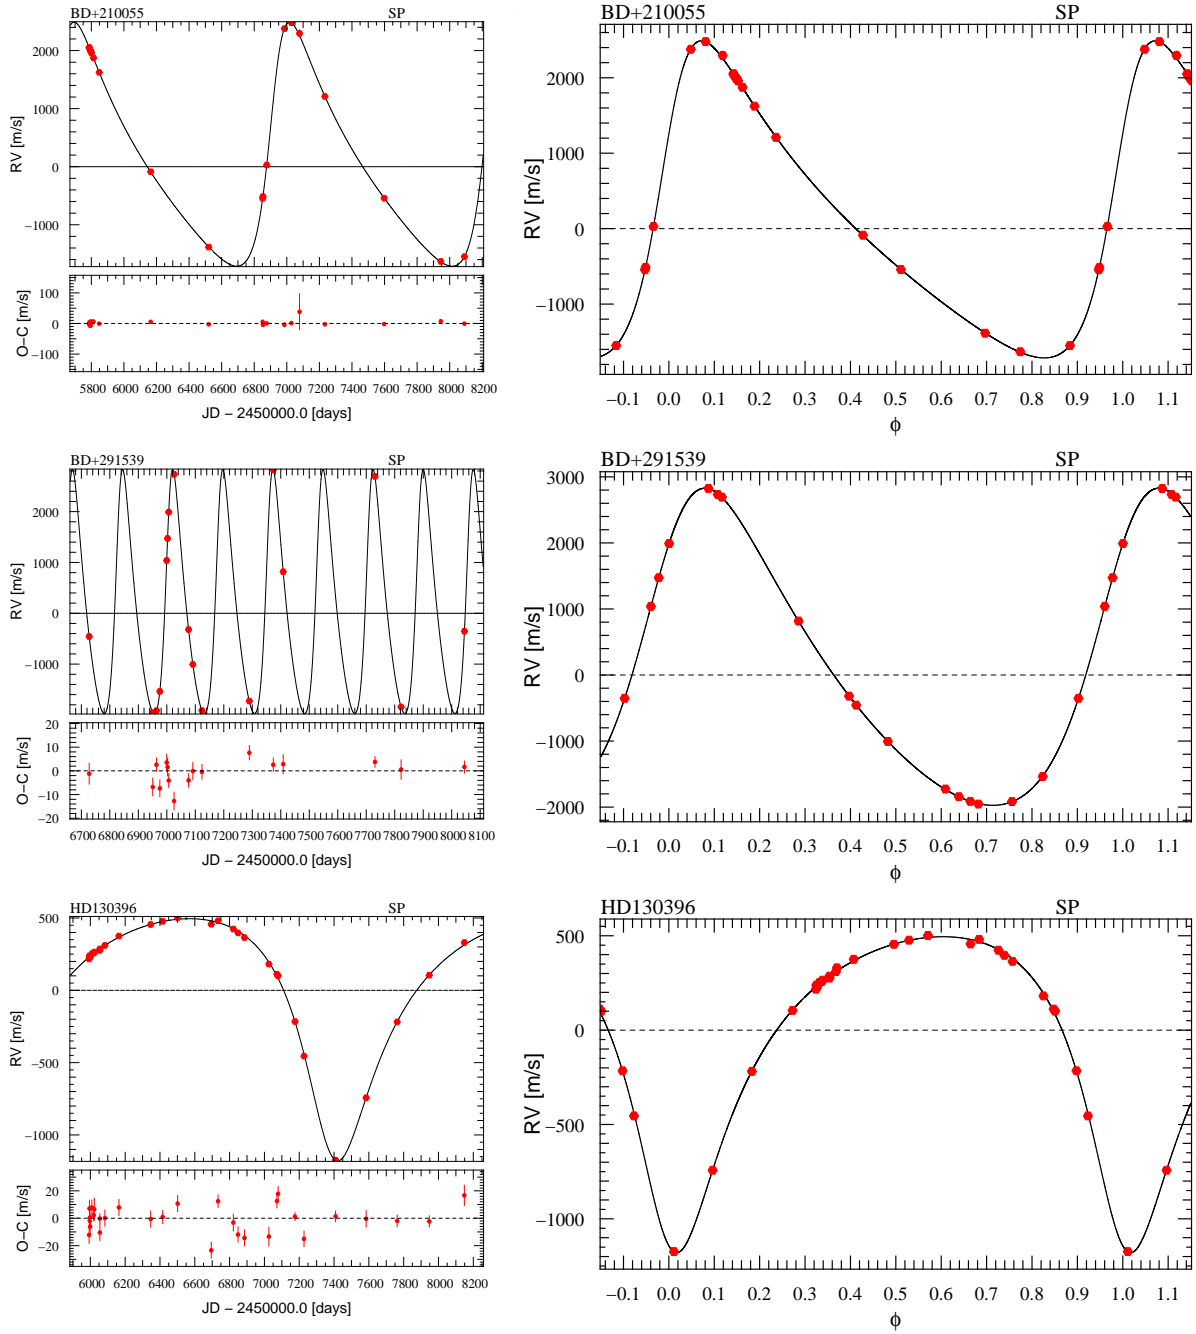 BD+210055 SP
2000
1000
0
−1000
RV [m/s]
100
0
−100
O−C [m/s]
5800 6000 6200 6400 6600 6800 7000 7200 7400 7600 7800 8000 8200
JD − 2450000.0 [days]
BD+210055 SP
2000
1000
0
−1000
RV [m/s]
−0.1 0.0 0.1 0.2 0.3 0.4 0.5 0.6 0.7 0.8 0.9 1.0 1.1
ϕ
BD+291539 SP
2000
1000
0
−1000
RV [m/s]
20
10
0
−10
−20
O−C [m/s]
6700 6800 6900 7000 7100 7200 7300 7400 7500 7600 7700 7800 7900 8000 8100
JD − 2450000.0 [days]
BD+291539 SP
3000
2000
1000
0
−1000
−2000
RV [m/s]
−0.1 0.0 0.1 0.2 0.3 0.4 0.5 0.6 0.7 0.8 0.9 1.0 1.1
ϕ
HD130396 SP
500
0
−500
−1000
RV [m/s]
20
0
−20
O−C [m/s]
6000 6200 6400 6600 6800 7000 7200 7400 7600 7800 8000 8200
JD − 2450000.0 [days]
HD130396 SP
500
0
−500
−1000
RV [m/s]
−0.1 0.0 0.1 0.2 0.3 0.4 0.5 0.6 0.7 0.8 0.9 1.0 1.1
ϕ